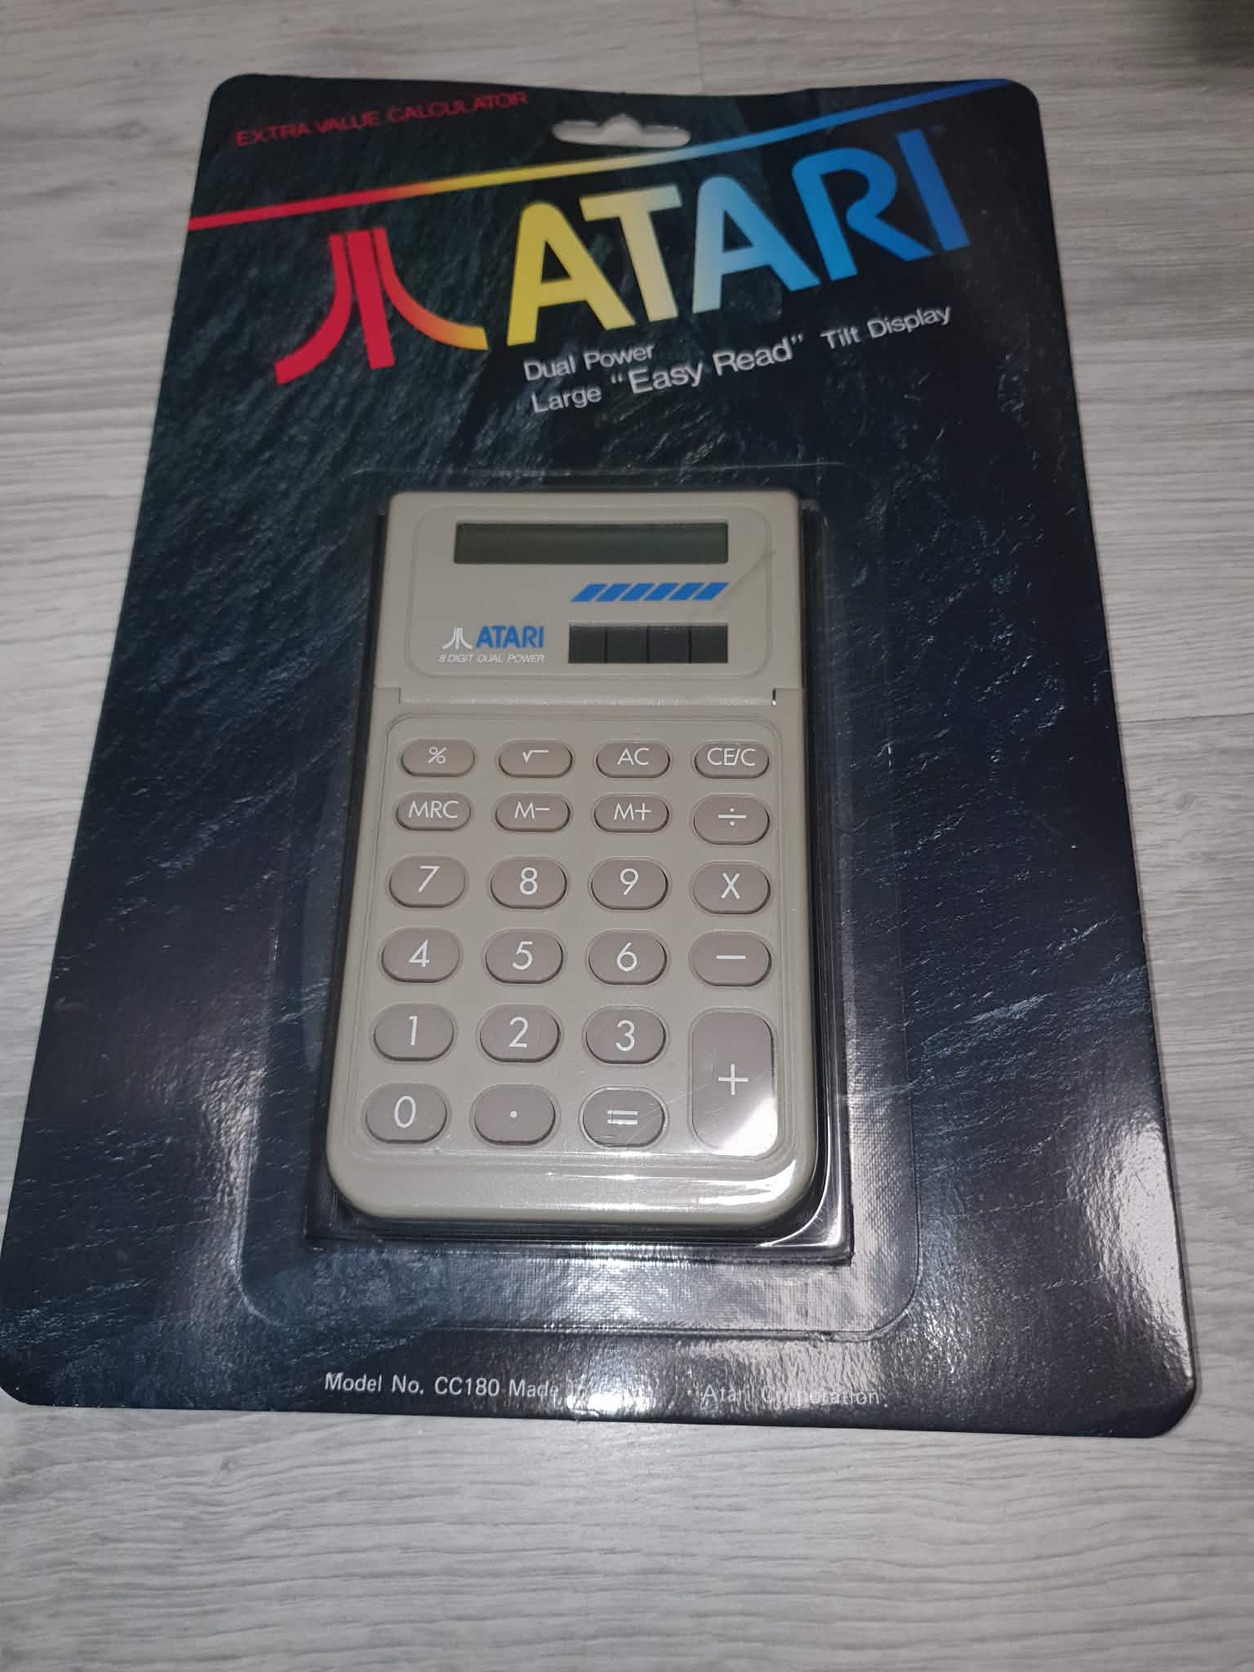 EXTRA VALUE CALCULATOR
ATARI
Dual Power
Large "Easy Read" Tilt Display
ATARI
8 DIGIT DUAL POWER
% √ AC CE/C
MRC M− M+ ÷
7 8 9 X
4 5 6 −
1 2 3 +
0 . =
Model No. CC180 Made Atari Corporation